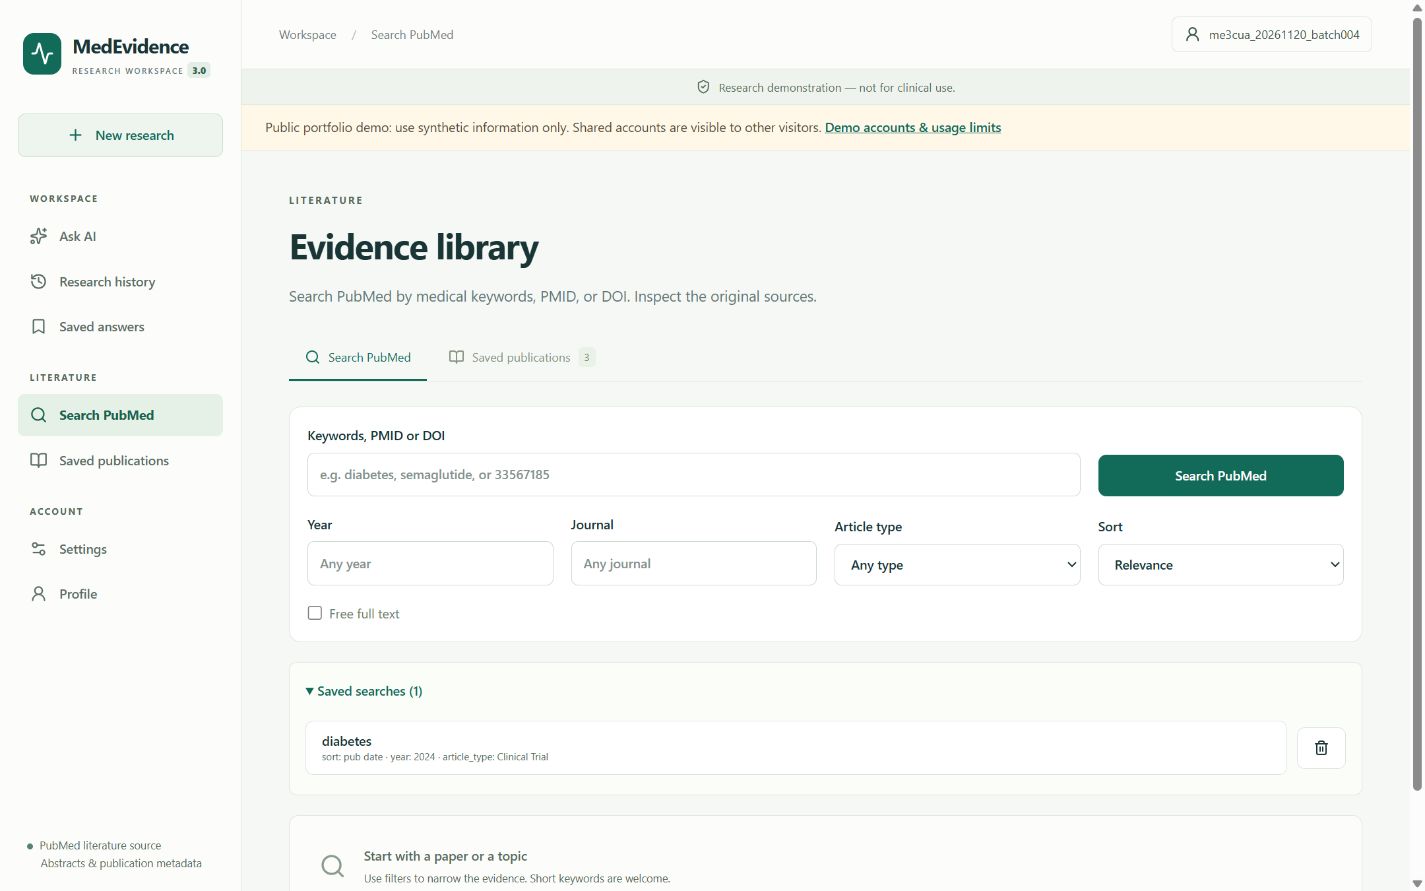 MedEvidence
RESEARCH WORKSPACE 3.0
New research
WORKSPACE
Ask AI
Research history
Saved answers
LITERATURE
Search PubMed
Saved publications
ACCOUNT
Settings
Profile
PubMed literature source
Abstracts & publication metadata
Workspace / Search PubMed
me3cua_20261120_batch004
Research demonstration — not for clinical use.
Public portfolio demo: use synthetic information only. Shared accounts are visible to other visitors. Demo accounts & usage limits
LITERATURE
Evidence library
Search PubMed by medical keywords, PMID, or DOI. Inspect the original sources.
Search PubMed Saved publications 3
Keywords, PMID or DOI
e.g. diabetes, semaglutide, or 33567185 Search PubMed
Year Journal Article type Sort
Any year Any journal Any type Relevance
Free full text
Saved searches (1)
diabetes
sort: pub date · year: 2024 · article_type: Clinical Trial
Start with a paper or a topic
Use filters to narrow the evidence. Short keywords are welcome.